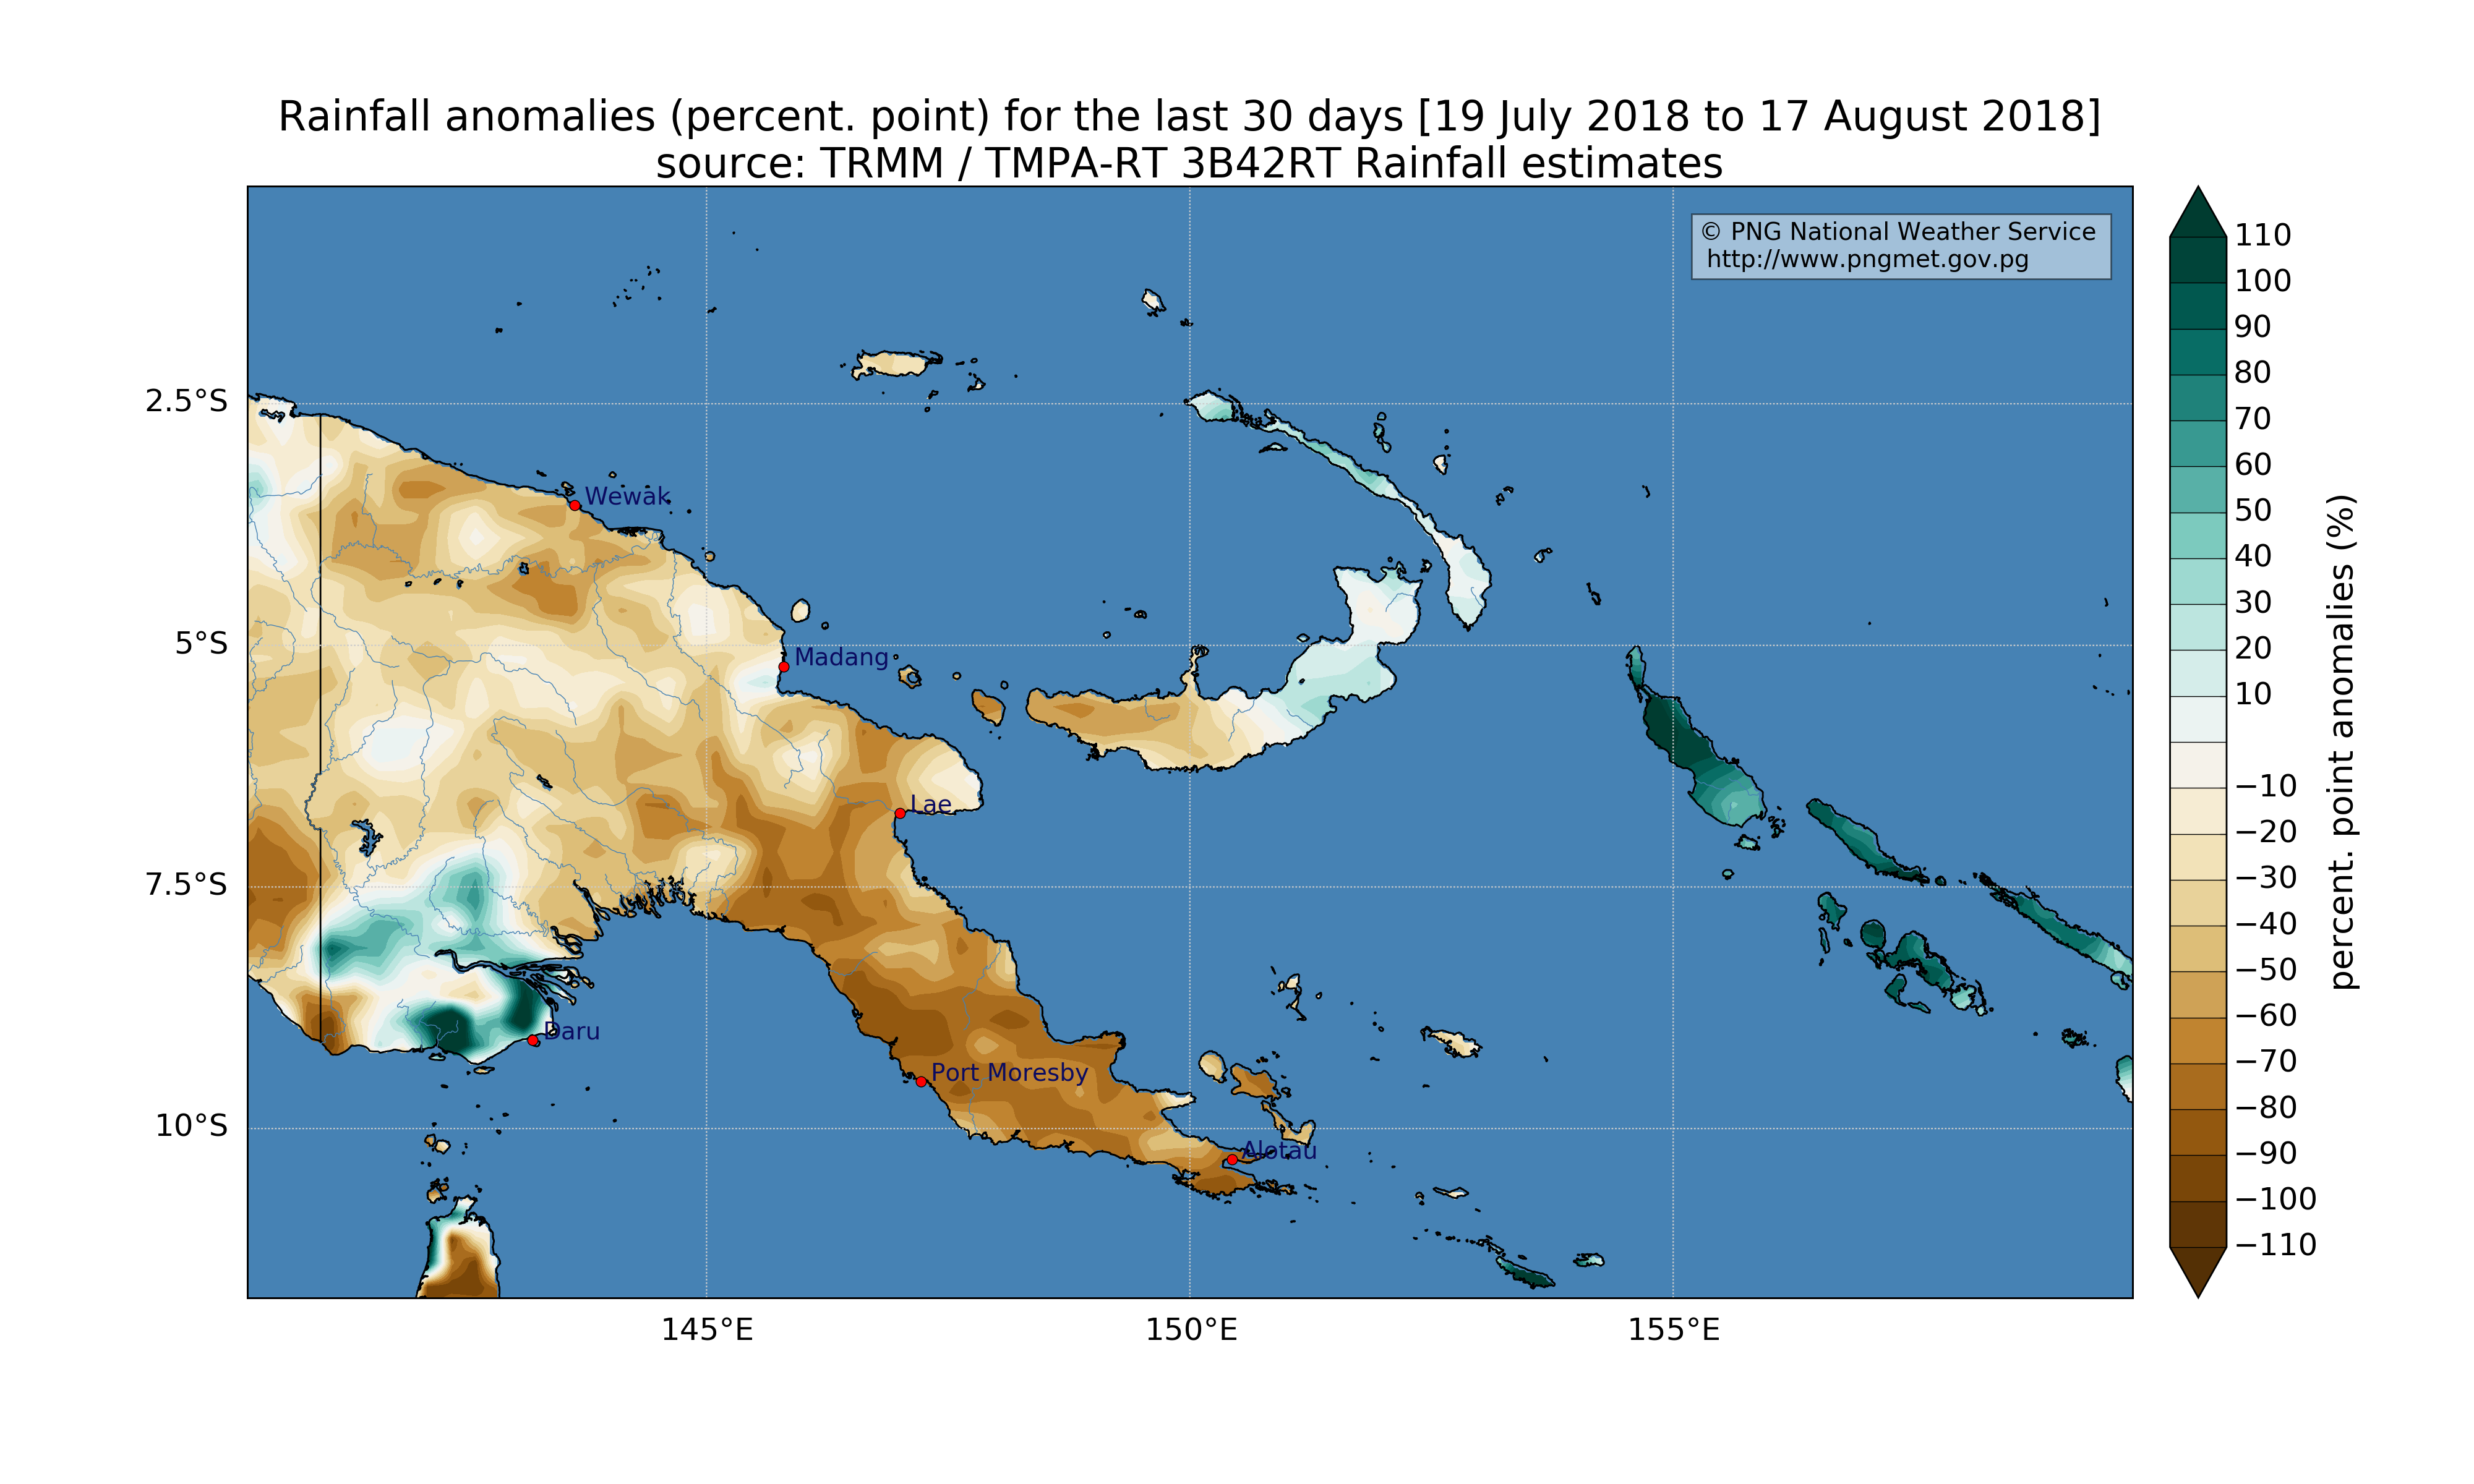 Rainfall anomalies (percent. point) for the last 30 days [19 July 2018 to 17 August 2018]
source: TRMM / TMPA-RT 3B42RT Rainfall estimates
© PNG National Weather Service
http://www.pngmet.gov.pg
2.5°S
5°S
7.5°S
10°S
Wewak
Madang
Lae
Daru
Port Moresby
Alotau
145°E
150°E
155°E
110
100
90
80
70
60
50
40
30
20
10
−10
−20
−30
−40
−50
−60
−70
−80
−90
−100
−110
percent. point anomalies (%)